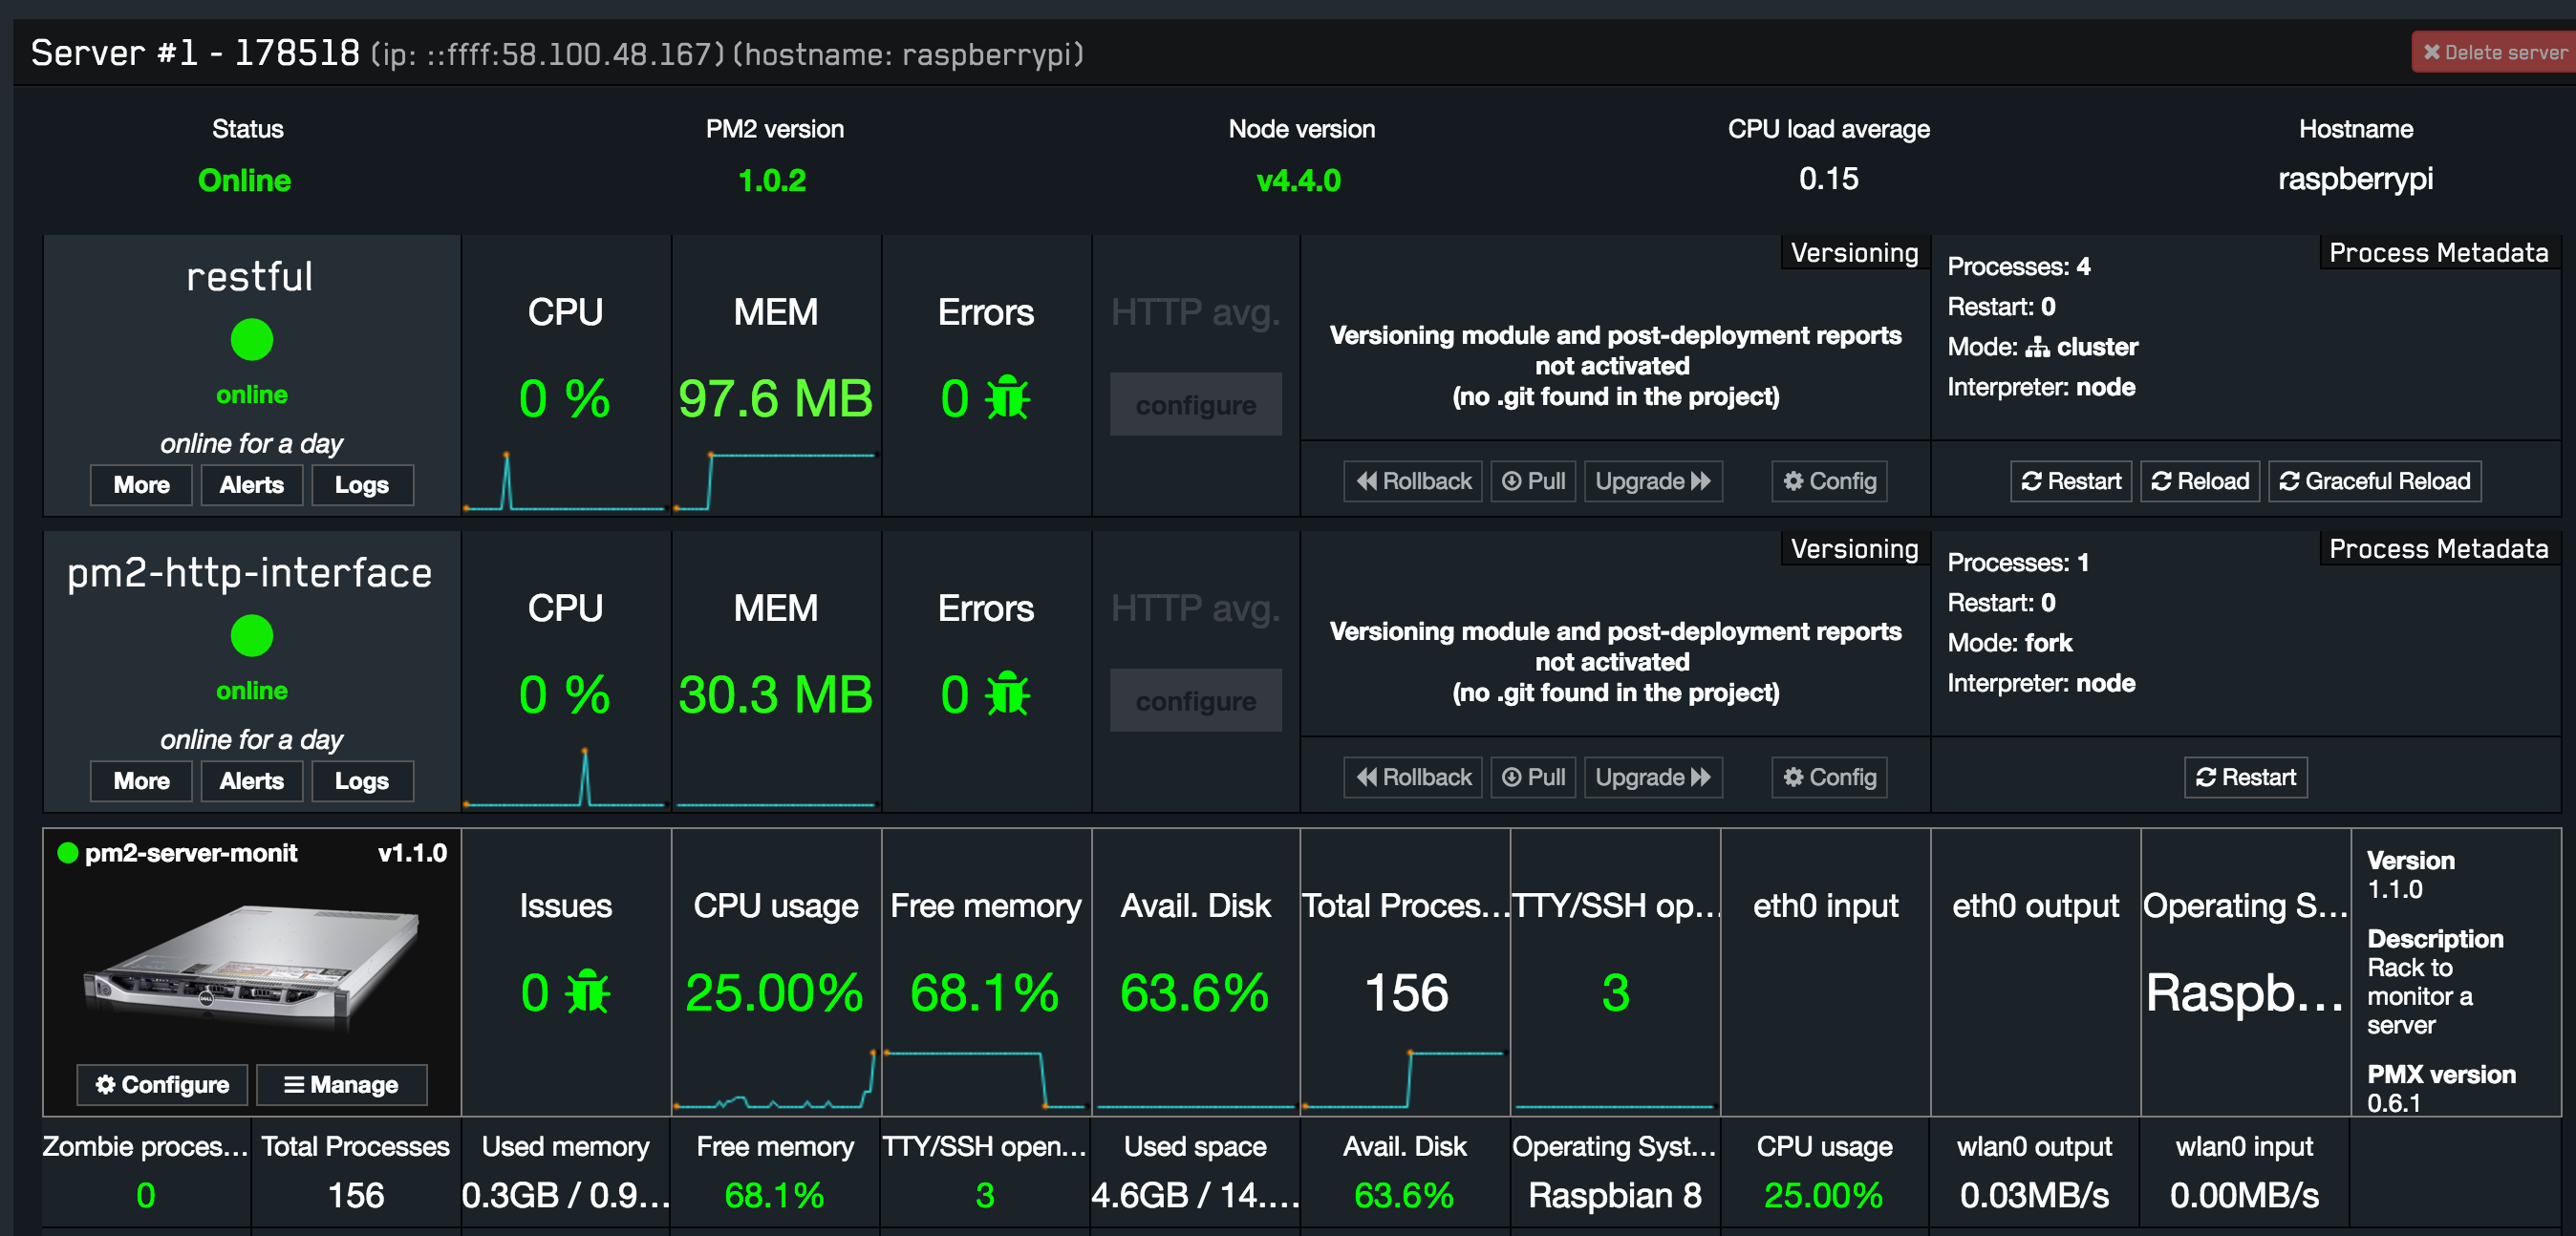 Server #1 - 178518 (ip: ::ffff:58.100.48.167) (hostname: raspberrypi)
Delete server
Status
Online
PM2 version
1.0.2
Node version
v4.4.0
CPU load average
0.15
Hostname
raspberrypi
restful
online
online for a day
More
Alerts
Logs
CPU
0 %
MEM
97.6 MB
Errors
0
HTTP avg.
configure
Versioning
Versioning module and post-deployment reports
not activated
(no .git found in the project)
Rollback
Pull
Upgrade
Config
Process Metadata
Processes: 4
Restart: 0
Mode: cluster
Interpreter: node
Restart
Reload
Graceful Reload
pm2-http-interface
online
online for a day
More
Alerts
Logs
CPU
0 %
MEM
30.3 MB
Errors
0
HTTP avg.
configure
Versioning
Versioning module and post-deployment reports
not activated
(no .git found in the project)
Rollback
Pull
Upgrade
Config
Process Metadata
Processes: 1
Restart: 0
Mode: fork
Interpreter: node
Restart
pm2-server-monit v1.1.0
DELL
Configure
Manage
Issues
0
CPU usage
25.00%
Free memory
68.1%
Avail. Disk
63.6%
Total Proces...
156
TTY/SSH op...
3
eth0 input
eth0 output
Operating S...
Raspb...
Version
1.1.0
Description
Rack to
monitor a
server
PMX version
0.6.1
Zombie proces...
0
Total Processes
156
Used memory
0.3GB / 0.9...
Free memory
68.1%
TTY/SSH open...
3
Used space
4.6GB / 14....
Avail. Disk
63.6%
Operating Syst...
Raspbian 8
CPU usage
25.00%
wlan0 output
0.03MB/s
wlan0 input
0.00MB/s